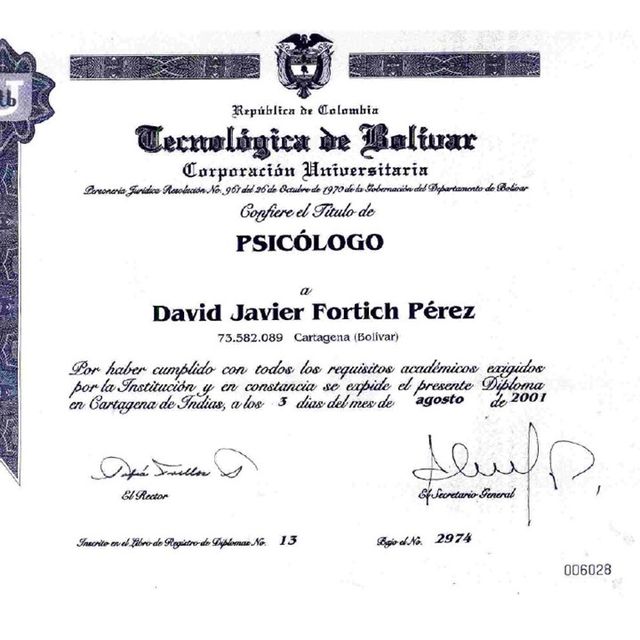 República de Colombia
Tecnológica de Bolívar
Corporación Universitaria
Personería Jurídica Resolución No. 961 del 26 de Octubre de 1970 de la Gobernación del Departamento de Bolívar
Confiere el Título de
PSICÓLOGO
a
David Javier Fortich Pérez
73.582.089 Cartagena (Bolívar)
Por haber cumplido con todos los requisitos académicos exigidos
por la Institución y en constancia se expide el presente Diploma
en Cartagena de Indias, a los 3 días del mes de agosto de 2001
El Rector
El Secretario General
Inscrito en el Libro de Registro de Diplomas No. 13 Bajo el No. 2974
006028